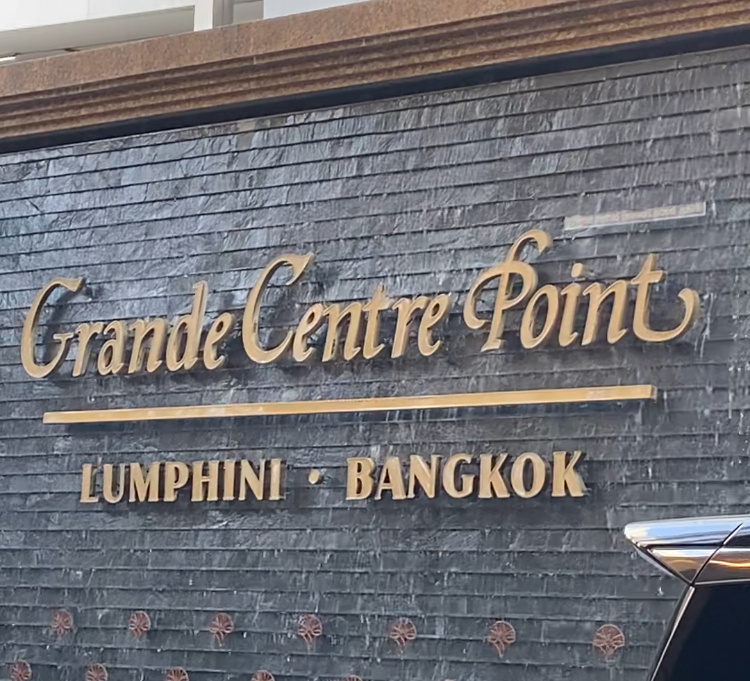 Grande Centre Point
LUMPHINI • BANGKOK